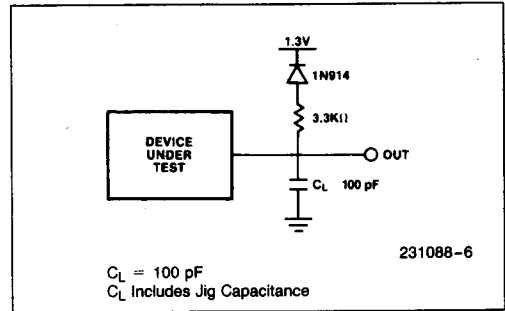 1.3V
1N914
3.3KΩ
DEVICE
UNDER
TEST
OUT
CL 100 pF
231088-6
CL = 100 pF
CL Includes Jig Capacitance